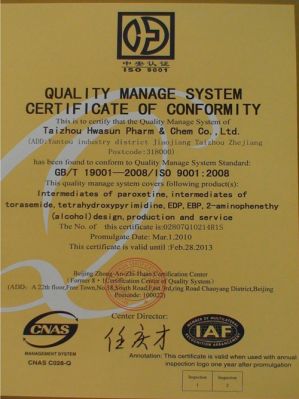 中安认证
ISO 9001
QUALITY MANAGE SYSTEM
CERTIFICATE OF CONFORMITY
This is to certify that the Quality Manage System of
Taizhou Hwasun Pharm & Chem Co., Ltd.
(ADD:Yantou industry district Jiaojiang Taizhou Zhejiang
Postcode:318000)
has been found to conform to Quality Manage System Standard:
GB/T 19001—2008/ISO 9001:2008
This quality manage system covers following product(s):
Intermediates of paroxetine, intermediates of
torasemide, tetrahydroxypyrimidine, EDP, EBP, 2-aminophenethy
(alcohol) design, production and service
The No. of this certificate is:02807Q10214R1S
Promulgate Date: Mar.1.2010
This certificate is valid until :Feb.28.2013
Beijing Zhong-An-Zhi-Huan Certification Center
(Former 8·Certification Center of Quality System)
(ADD: A 22th floor, Free Town, No.58, South Road East 3rd, ring Road Chaoyang District, Beijing
Postcode: 100022)
Center Director:
CNAS
MANAGEMENT SYSTEM
CNAS C028-Q
IAF
Annotation: This certificate is valid when used with annual
inspection logo one year after promulgation
Inspection
1
Inspection
2